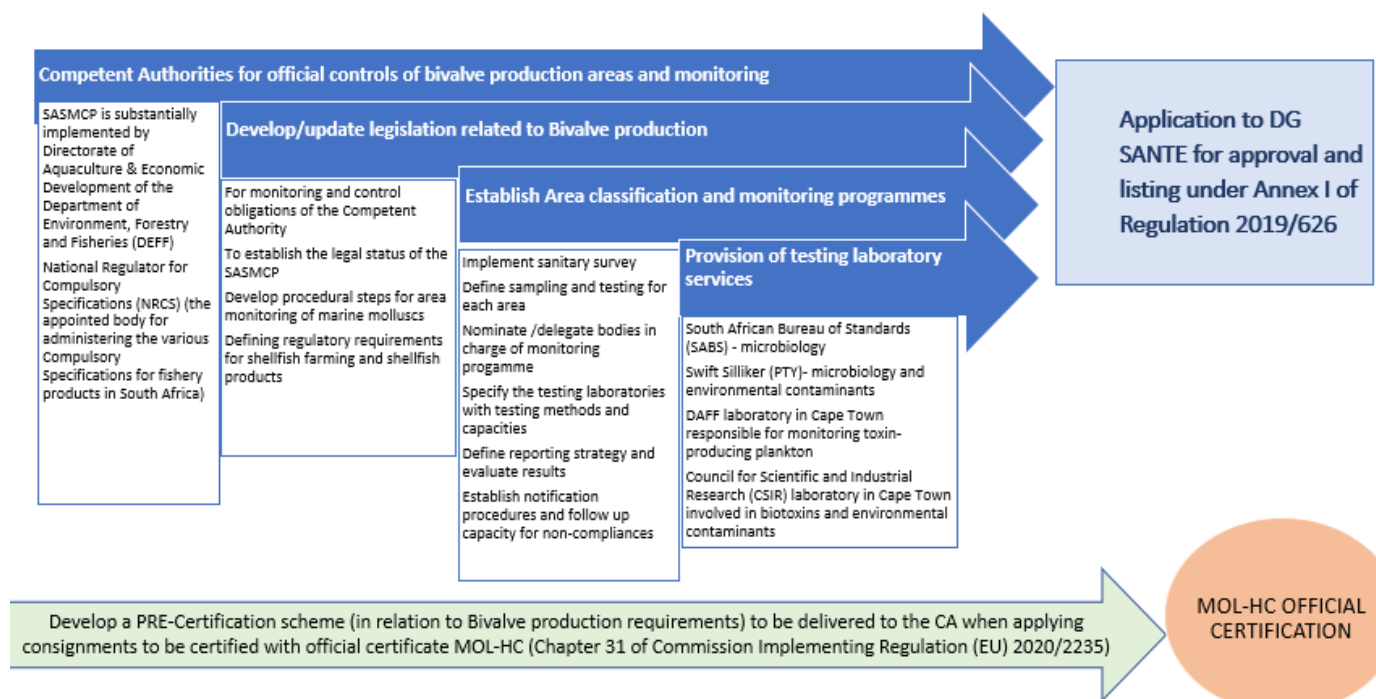 Competent Authorities for official controls of bivalve production areas and monitoring
SASMCP is substantially
implemented by
Directorate of
Aquaculture & Economic
Development of the
Department of
Environment, Forestry
and Fisheries (DEFF)
National Regulator for
Compulsory
Specifications (NRCS) (the
appointed body for
administering the various
Compulsory
Specifications for fishery
products in South Africa)
Develop/update legislation related to Bivalve production
For monitoring and control
obligations of the Competent
Authority
To establish the legal status of the
SASMCP
Develop procedural steps for area
monitoring of marine molluscs
Defining regulatory requirements
for shellfish farming and shellfish
products
Establish Area classification and monitoring programmes
Implement sanitary survey
Define sampling and testing for
each area
Nominate /delegate bodies in
charge of monitoring
progamme
Specify the testing laboratories
with testing methods and
capacities
Define reporting strategy and
evaluate results
Establish notification
procedures and follow up
capacity for non-compliances
Provision of testing laboratory
services
South African Bureau of Standards
(SABS) - microbiology
Swift Silliker (PTY)- microbiology and
environmental contaminants
DAFF laboratory in Cape Town
responsible for monitoring toxin-
producing plankton
Council for Scientific and Industrial
Research (CSIR) laboratory in Cape Town
involved in biotoxins and environmental
contaminants
Application to DG
SANTE for approval and
listing under Annex I of
Regulation 2019/626
Develop a PRE-Certification scheme (in relation to Bivalve production requirements) to be delivered to the CA when applying
consignments to be certified with official certificate MOL-HC (Chapter 31 of Commission Implementing Regulation (EU) 2020/2235)
MOL-HC OFFICIAL
CERTIFICATION